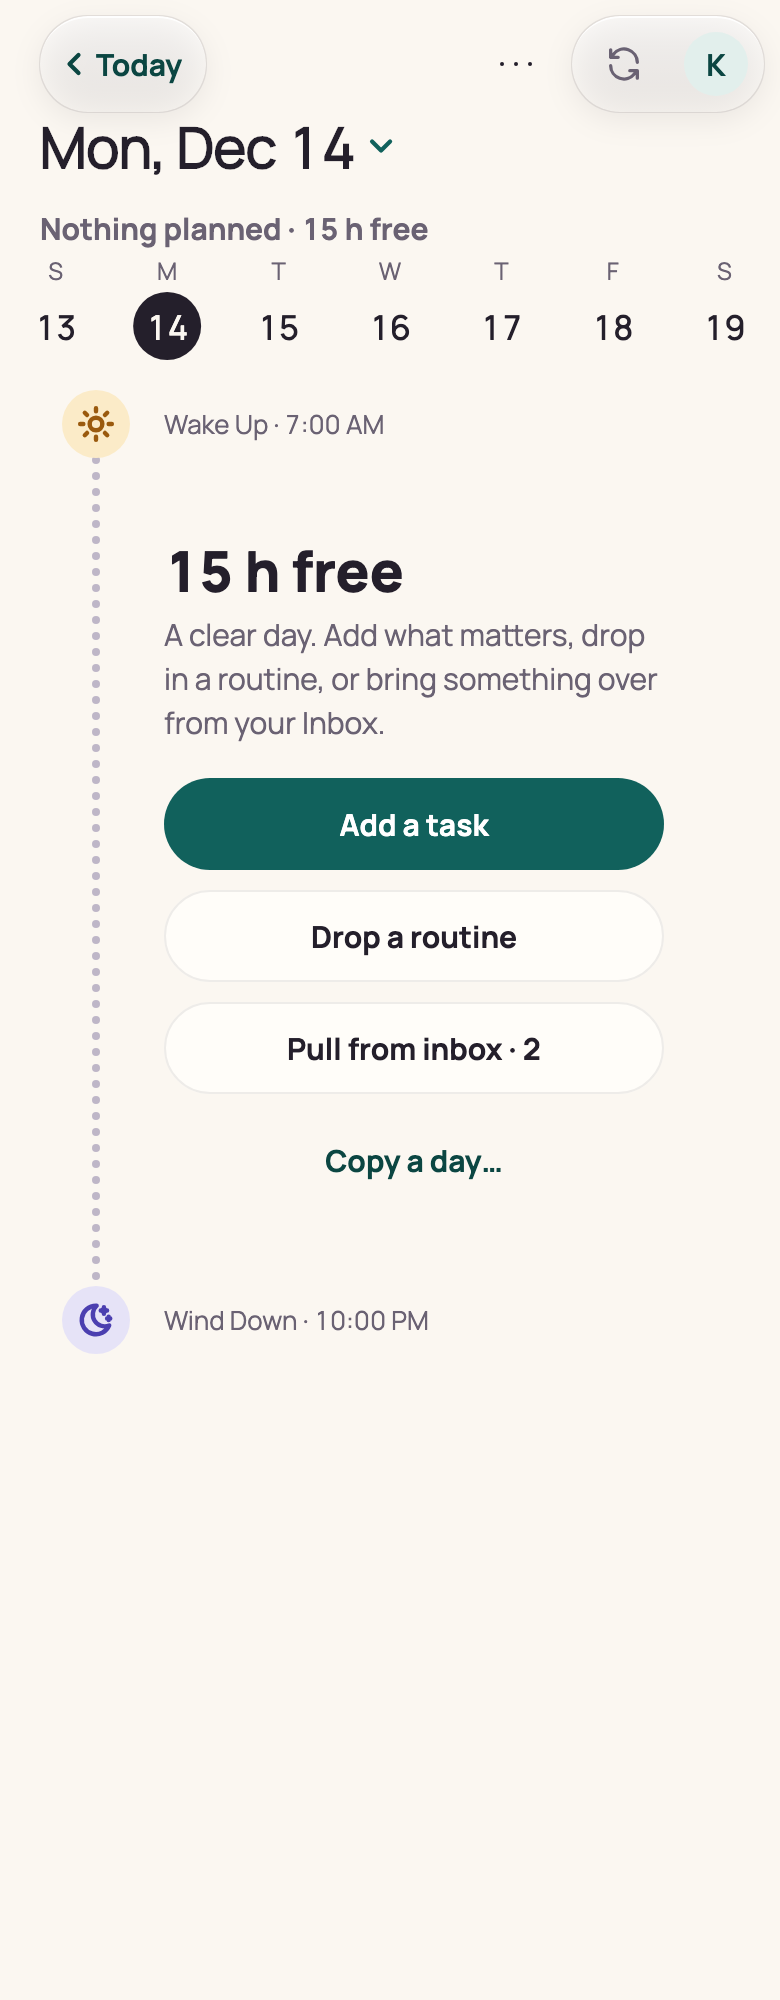 Today
...
K
Mon, Dec 14
Nothing planned · 15 h free
S M T W T F S
13 14 15 16 17 18 19
Wake Up · 7:00 AM
15 h free
A clear day. Add what matters, drop
in a routine, or bring something over
from your Inbox.
Add a task
Drop a routine
Pull from inbox · 2
Copy a day...
Wind Down · 10:00 PM